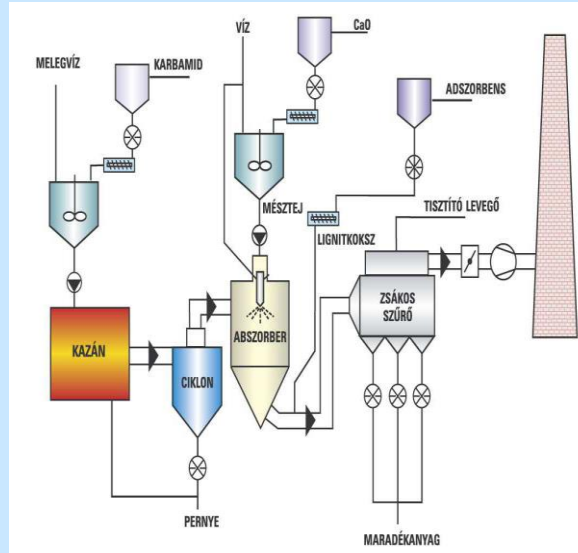 VÍZ
CaO
MELEGVÍZ
KARBAMID
ADSZORBENS
MÉSZTEJ
LIGNITKOKSZ
TISZTÍTÓ LEVEGŐ
KAZÁN
CIKLON
ABSZORBER
ZSÁKOS
SZŰRŐ
PERNYE
MARADÉKANYAG